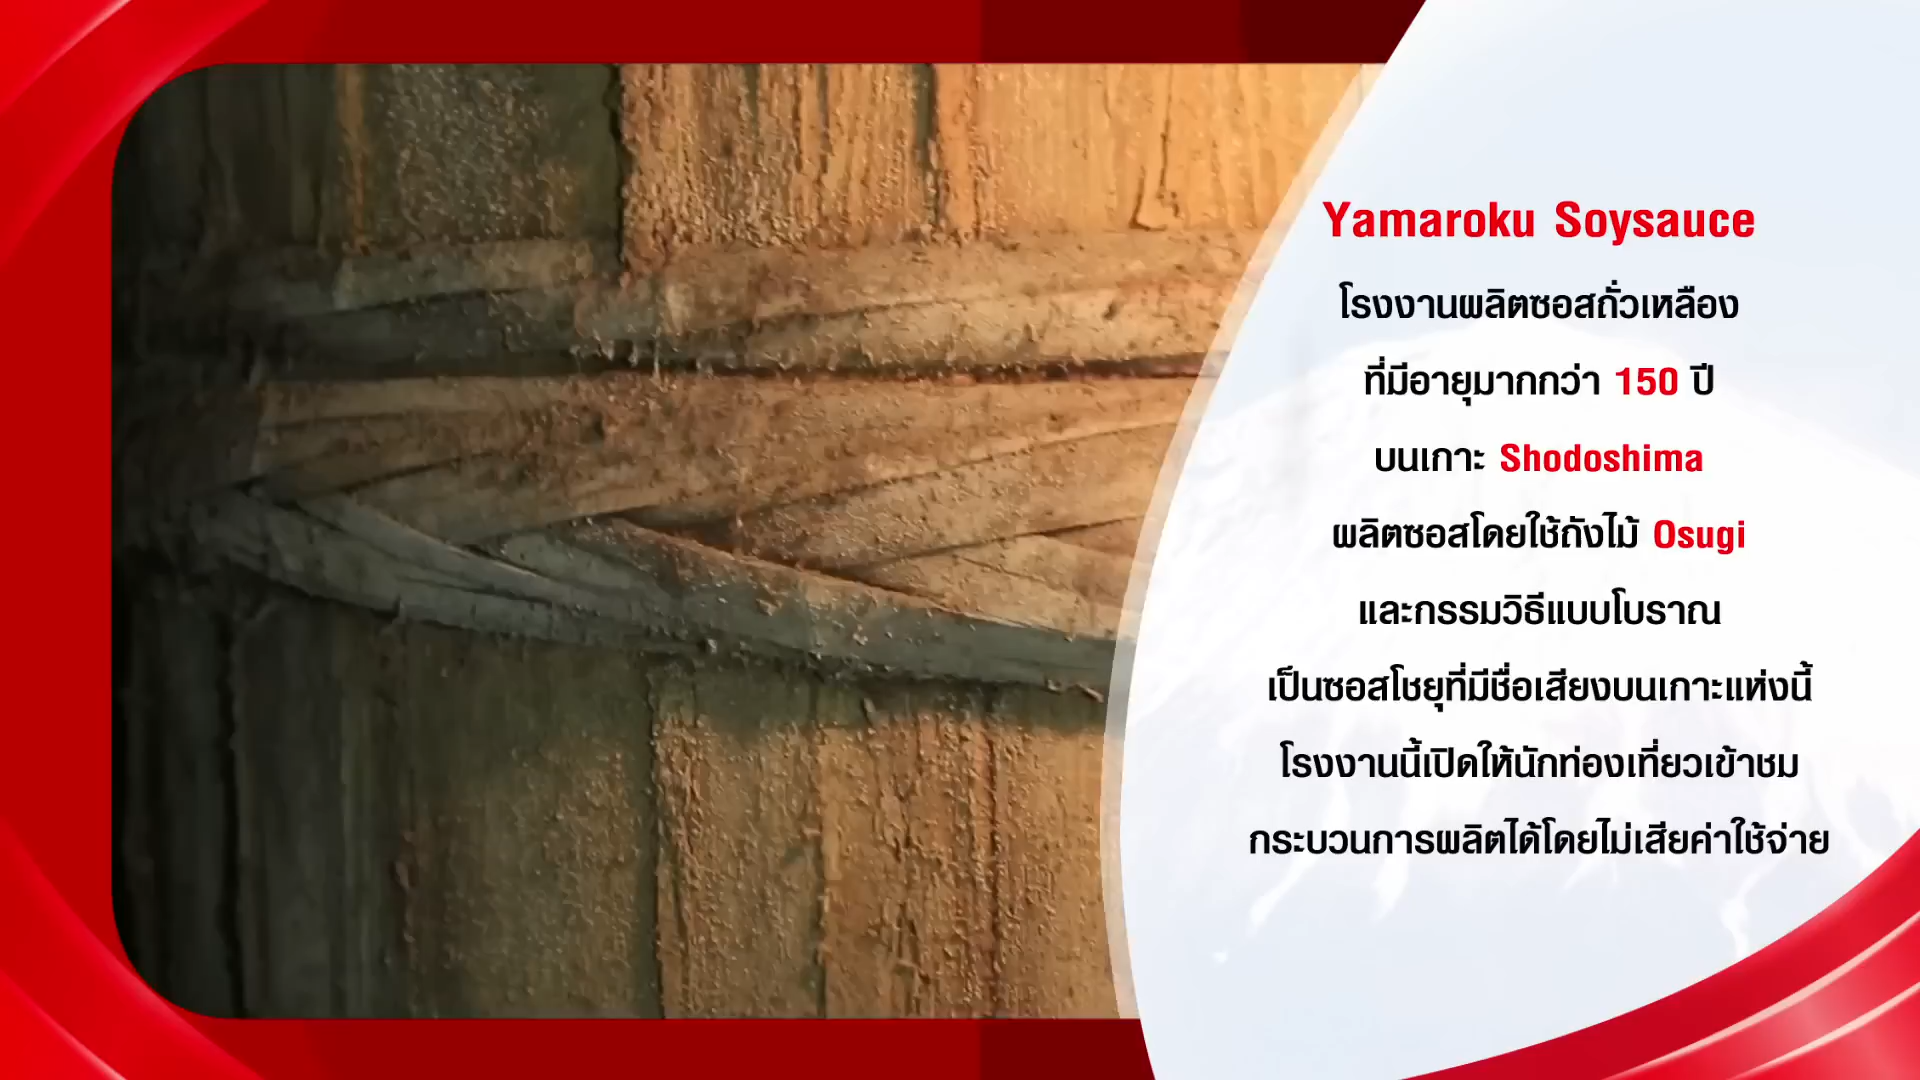 Yamaroku Soysauce
โรงงานผลิตซอสถั่วเหลือง
ที่มีอายุมากกว่า 150 ปี
บนเกาะ Shodoshima
ผลิตซอสโดยใช้ถังไม้ Osugi
และกรรมวิธีแบบโบราณ
เป็นซอสโชยุที่มีชื่อเสียงบนเกาะแห่งนี้
โรงงานนี้เปิดให้นักท่องเที่ยวเข้าชม
กระบวนการผลิตได้โดยไม่เสียค่าใช้จ่าย